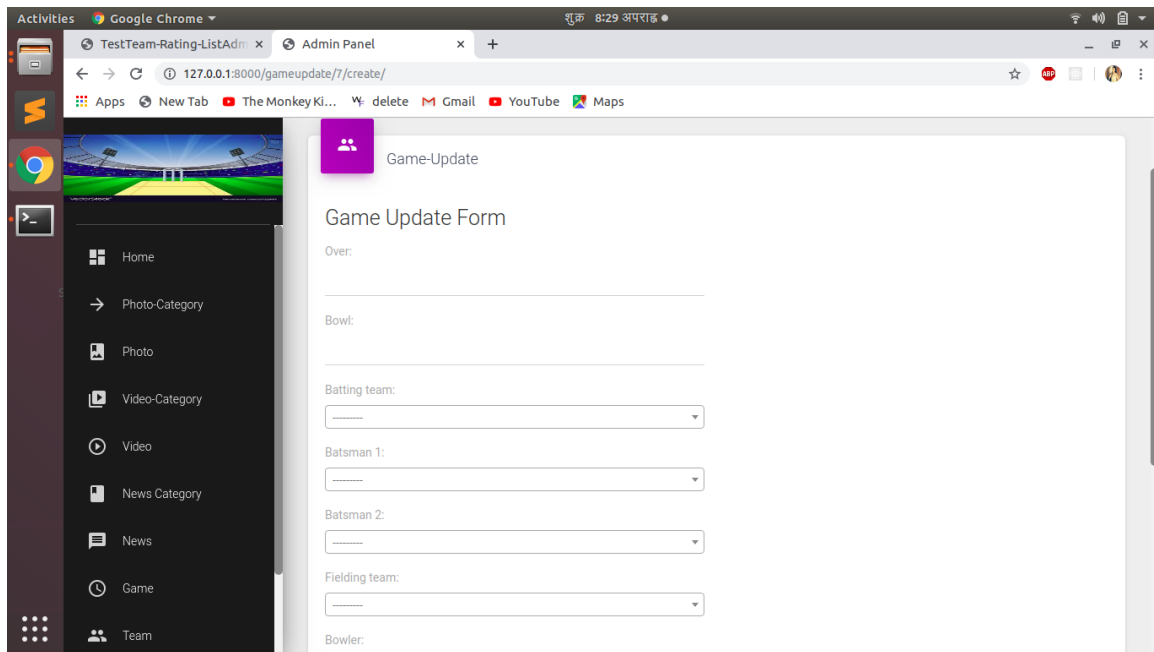 Activities Google Chrome शुक्र 8:29 अपराह्न
TestTeam-Rating-ListAdm Admin Panel
127.0.0.1:8000/gameupdate/7/create/
ABP
Apps New Tab The Monkey Ki... delete Gmail YouTube Maps
Game-Update
Game Update Form
Over:
Bowl:
Batting team:
---------
Batsman 1:
---------
Batsman 2:
---------
Fielding team:
---------
Bowler:
Home
Photo-Category
Photo
Video-Category
Video
News Category
News
Game
Team